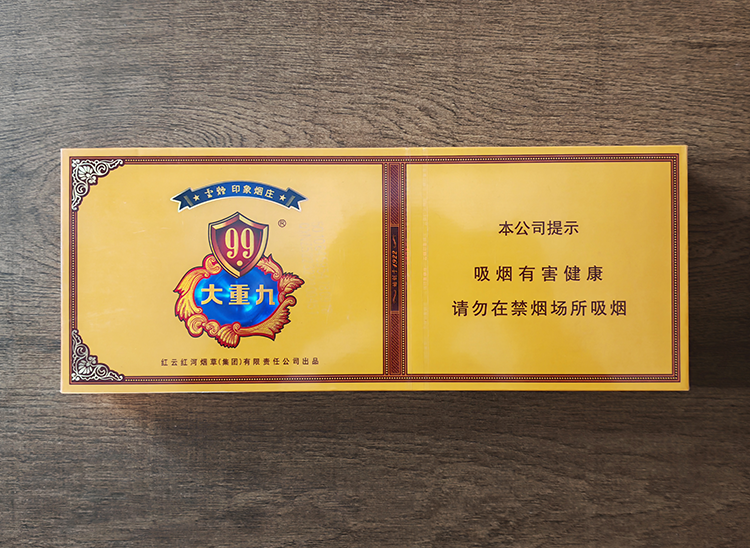 印象烟庄
99
®
大重九
红云红河烟草(集团)有限责任公司出品
本公司提示
吸烟有害健康
请勿在禁烟场所吸烟